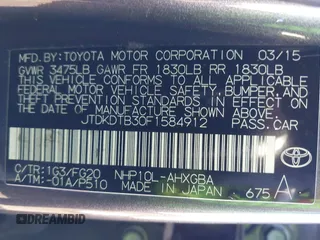 MFD.BY:TOYOTA MOTOR CORPORATION 03/15
GVWR 3475LB GAWR FR 1830LB RR 1830LB
THIS VEHICLE CONFORMS TO ALL APPLICABLE
FEDERAL MOTOR VEHICLE SAFETY, BUMPER, AND
THEFT PREVENTION STANDARDS IN EFFECT ON THE
DATE OF MANUFACTURE SHOWN ABOVE.
JTDKDTB30F1584912
C/TR:1G3/FG20 NHP10L-AHXGBA
A/TM:-01A/P510 MADE IN JAPAN 675 A
TOYOTA
DREAMBID